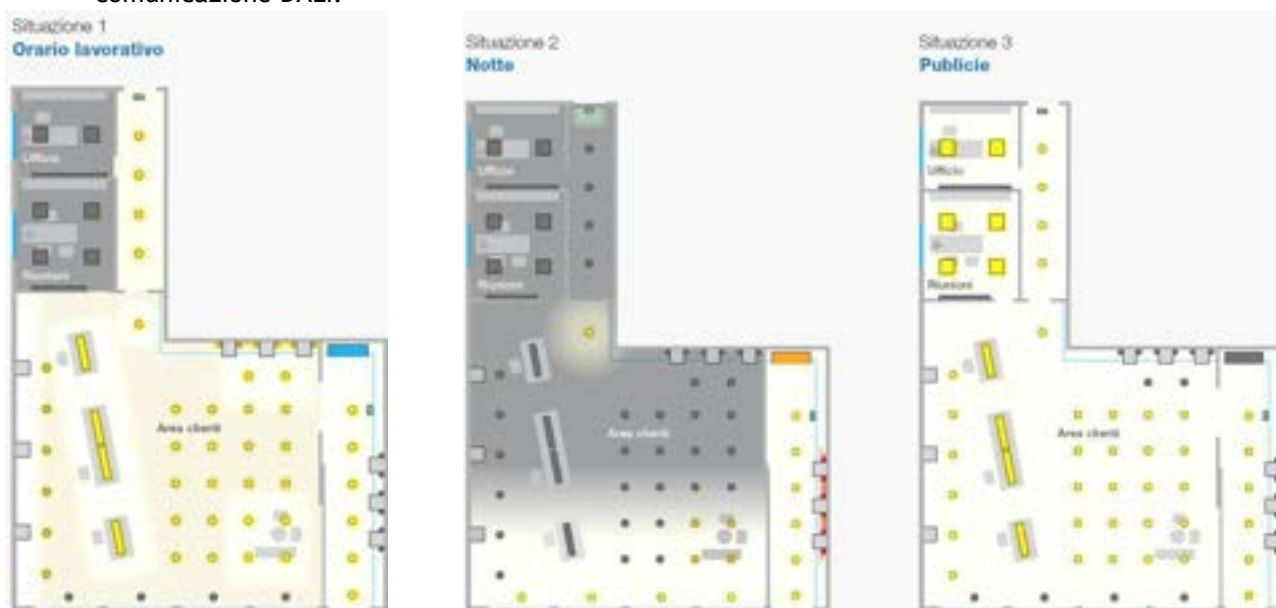 comunicazione DALI.
Situazione 1
Orario lavorativo
Situazione 2
Notte
Situazione 3
Publicie
Ufficio
Riunioni
Area clienti
Ufficio
Riunioni
Area clienti
Ufficio
Riunioni
Area clienti